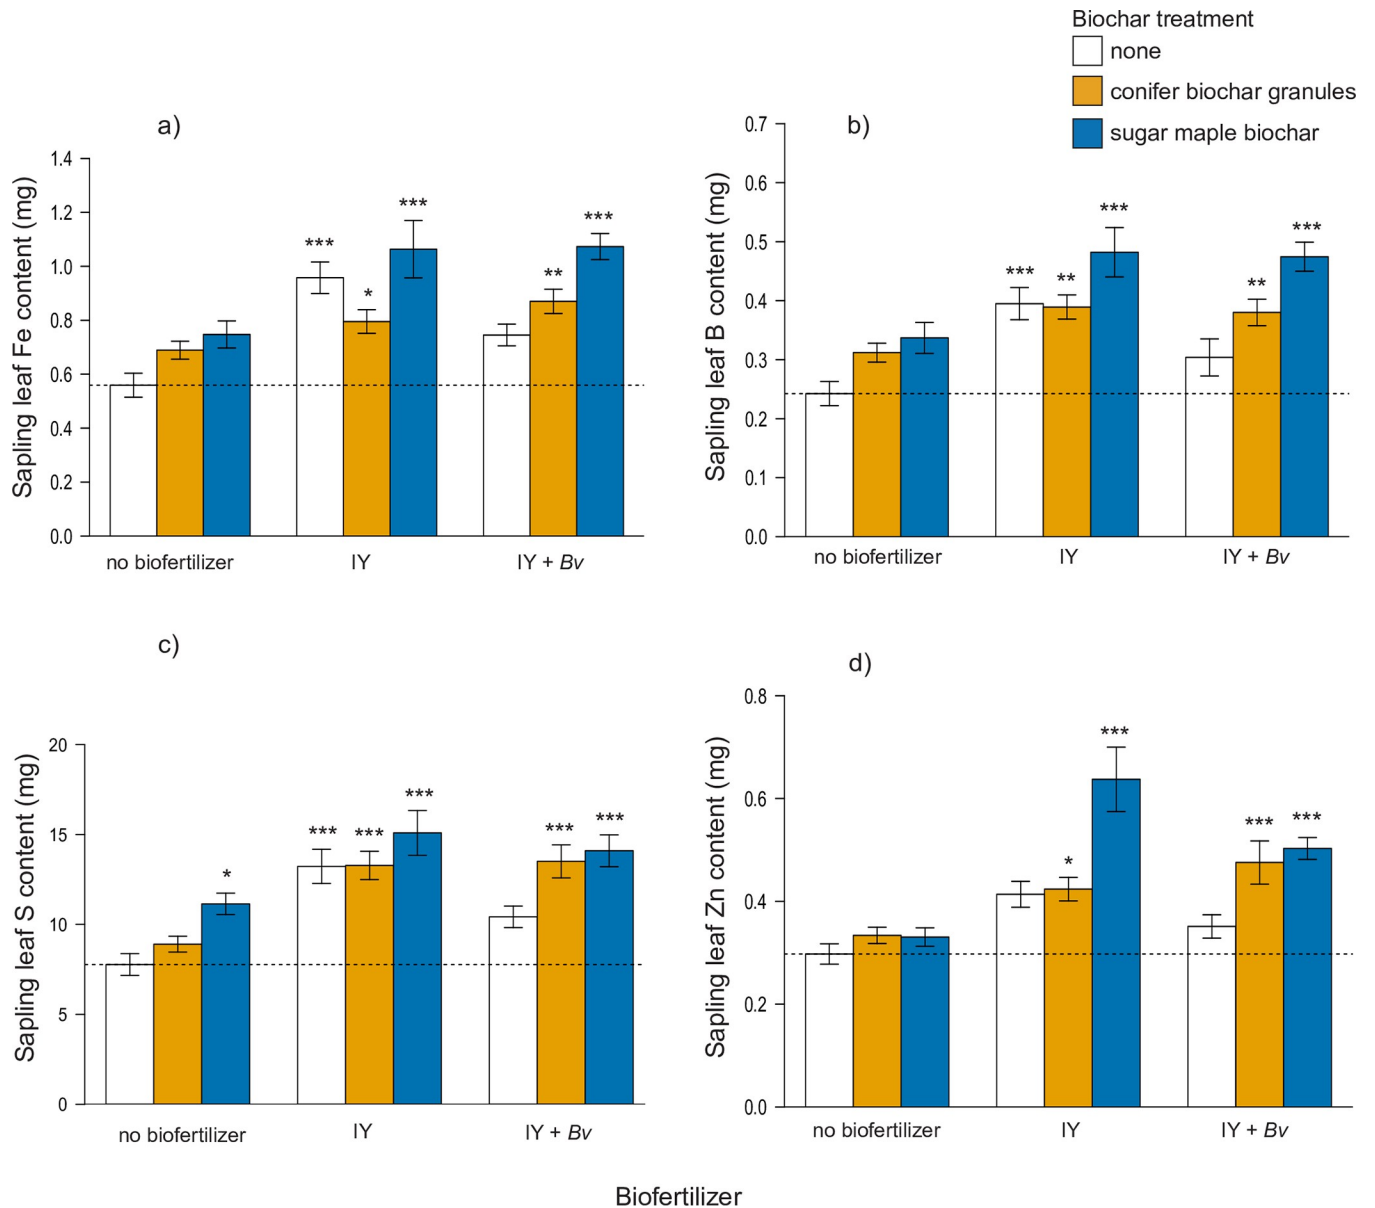 Biochar treatment
none
conifer biochar granules
sugar maple biochar
a)
Sapling leaf Fe content (mg)
1.4
1.2
1.0
0.8
0.6
0.4
0.2
0.0
***
*
***
**
***
no biofertilizer
IY
IY + Bv
b)
Sapling leaf B content (mg)
0.7
0.6
0.5
0.4
0.3
0.2
0.1
0.0
***
**
***
**
***
no biofertilizer
IY
IY + Bv
c)
Sapling leaf S content (mg)
20
15
10
5
0
*
***
***
***
***
***
no biofertilizer
IY
IY + Bv
d)
Sapling leaf Zn content (mg)
0.8
0.6
0.4
0.2
0.0
*
***
***
***
no biofertilizer
IY
IY + Bv
Biofertilizer